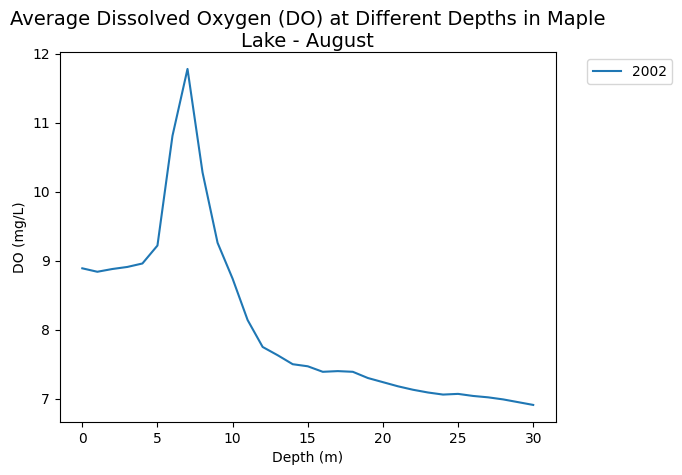 Average Dissolved Oxygen (DO) at Different Depths in Maple
Lake - August
2002
12
11
10
9
8
7
DO (mg/L)
0 5 10 15 20 25 30
Depth (m)